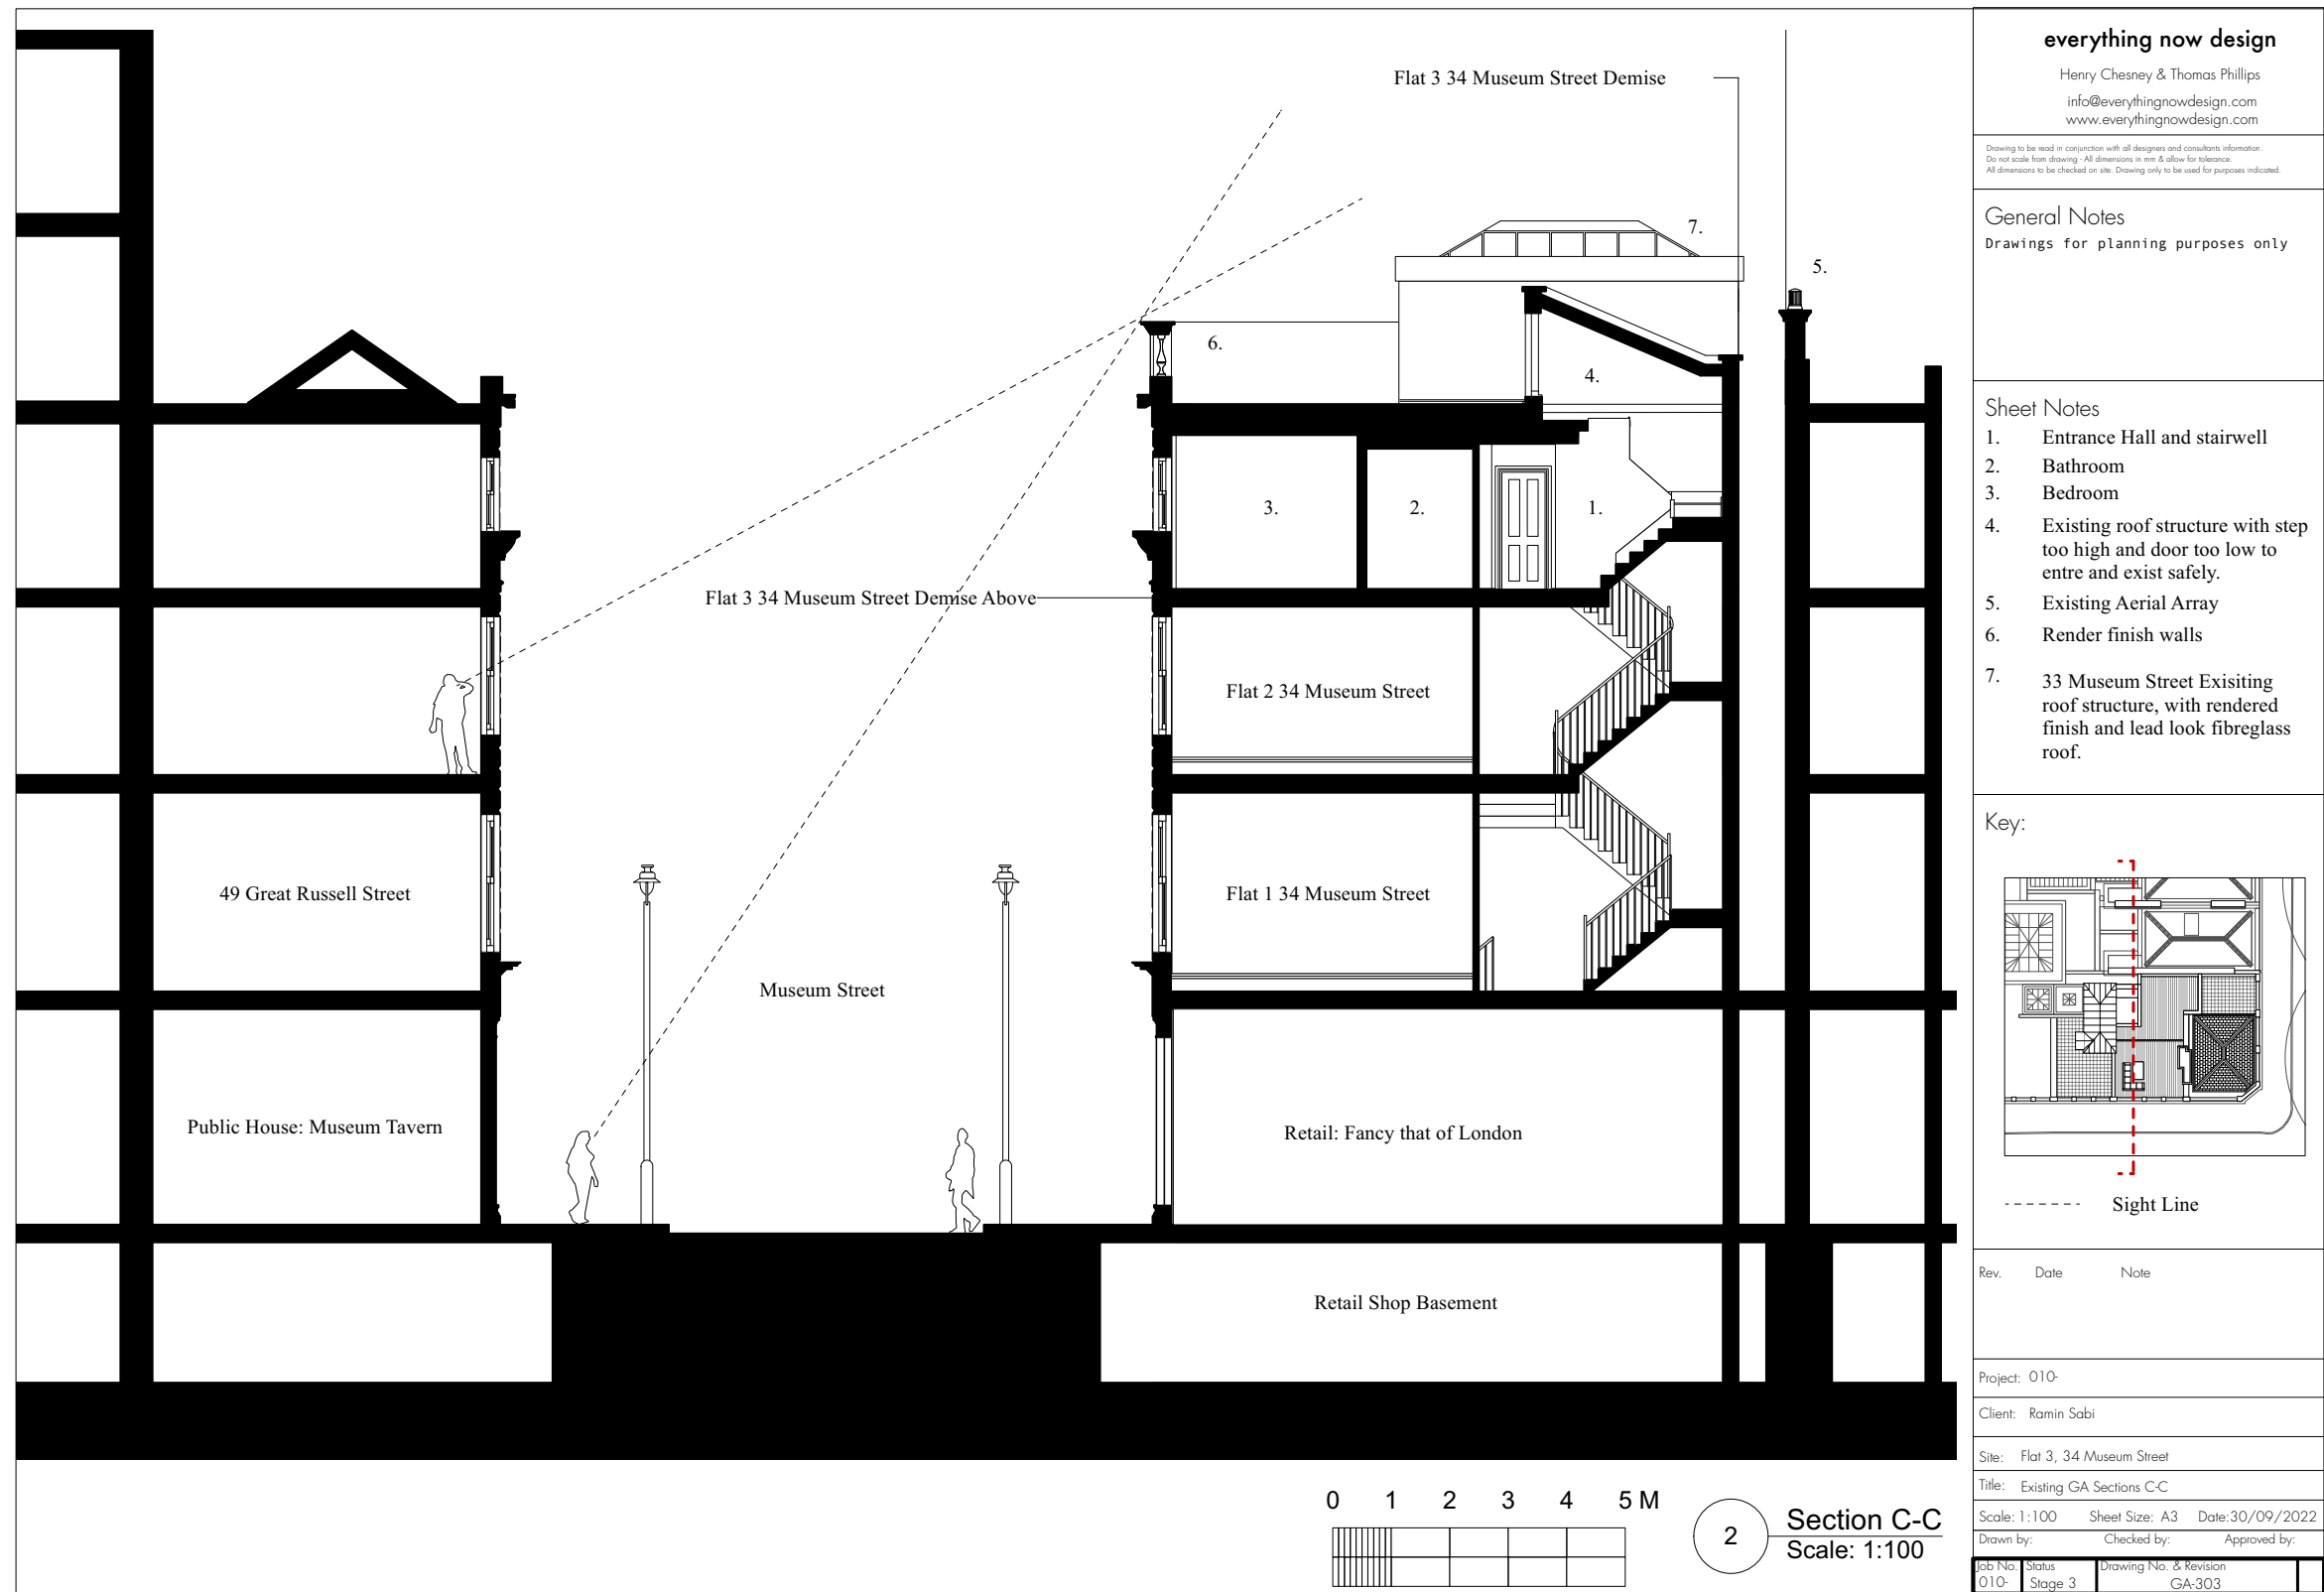 Flat 3 34 Museum Street Demise
7.
5.
6.
4.
3.
2.
1.
Flat 3 34 Museum Street Demise Above
Flat 2 34 Museum Street
49 Great Russell Street
Flat 1 34 Museum Street
Museum Street
Public House: Museum Tavern
Retail: Fancy that of London
Retail Shop Basement
0 1 2 3 4 5 M
2
Section C-C
Scale: 1:100
everything now design
Henry Chesney & Thomas Phillips
info@everythingnowdesign.com
www.everythingnowdesign.com
Drawing to be read in conjunction with all designers and consultants information.
Do not scale from drawing - All dimensions in mm & allow for tolerance.
All dimensions to be checked on site. Drawing only to be used for purposes indicated.
General Notes
Drawings for planning purposes only
Sheet Notes
1. Entrance Hall and stairwell
2. Bathroom
3. Bedroom
4. Existing roof structure with step
too high and door too low to
entre and exist safely.
5. Existing Aerial Array
6. Render finish walls
7. 33 Museum Street Exisiting
roof structure, with rendered
finish and lead look fibreglass
roof.
Key:
Sight Line
Rev. Date Note
Project: 010-
Client: Ramin Sabi
Site: Flat 3, 34 Museum Street
Title: Existing GA Sections C-C
Scale: 1:100 Sheet Size: A3 Date:30/09/2022
Drawn by: Checked by: Approved by:
Job No. Status Drawing No. & Revision
010- Stage 3 GA-303